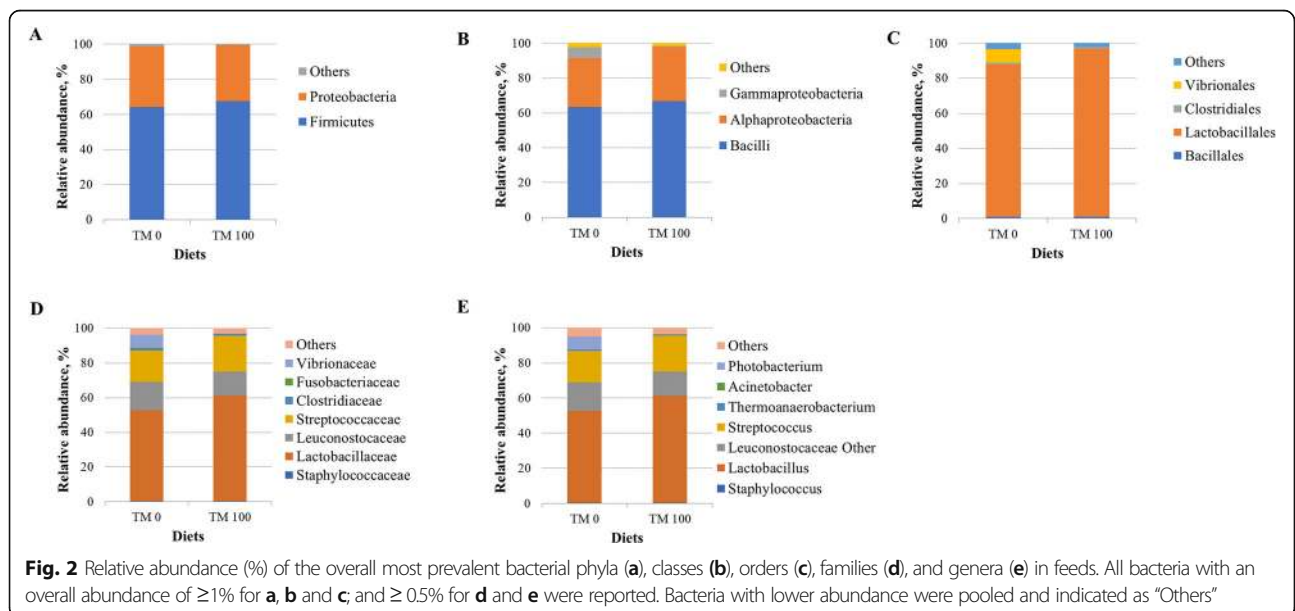 A
Relative abundance, %
100
80
60
40
20
0
TM 0
TM 100
Diets
Others
Proteobacteria
Firmicutes
B
Relative abundance, %
100
80
60
40
20
0
TM 0
TM 100
Diets
Others
Gammaproteobacteria
Alphaproteobacteria
Bacilli
C
Relative abundance, %
100
80
60
40
20
0
TM 0
TM 100
Diets
Others
Vibrionales
Clostridiales
Lactobacillales
Bacillales
D
Relative abundance, %
100
80
60
40
20
0
TM 0
TM 100
Diets
Others
Vibrionaceae
Fusobacteriaceae
Clostridiaceae
Streptococcaceae
Leuconostocaceae
Lactobacillaceae
Staphylococcaceae
E
Relative abundance, %
100
80
60
40
20
0
TM 0
TM 100
Diets
Others
Photobacterium
Acinetobacter
Thermoanaerobacterium
Streptococcus
Leuconostocaceae Other
Lactobacillus
Staphylococcus
Fig. 2 Relative abundance (%) of the overall most prevalent bacterial phyla (a), classes (b), orders (c), families (d), and genera (e) in feeds. All bacteria with an
overall abundance of ≥1% for a, b and c; and ≥ 0.5% for d and e were reported. Bacteria with lower abundance were pooled and indicated as “Others”